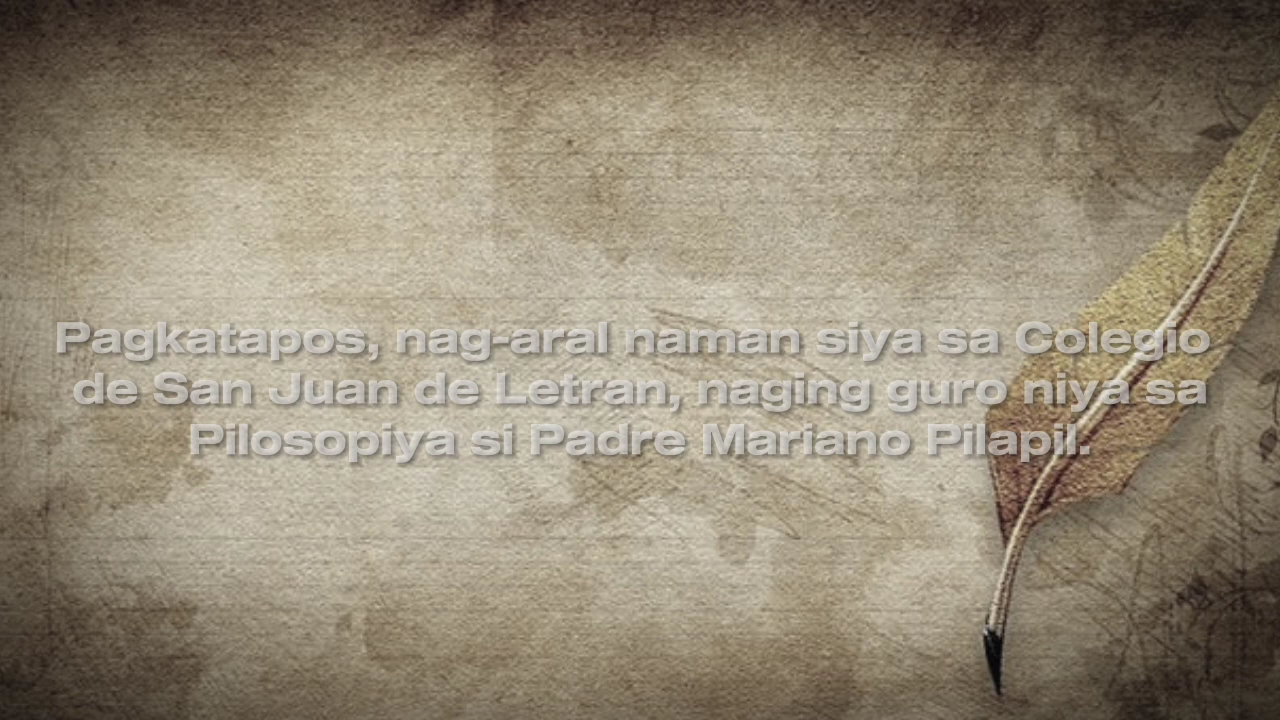 Pagkatapos, nag-aral naman siya sa Colegio
de San Juan de Letran, naging guro niya sa
Pilosopiya si Padre Mariano Pilapil.